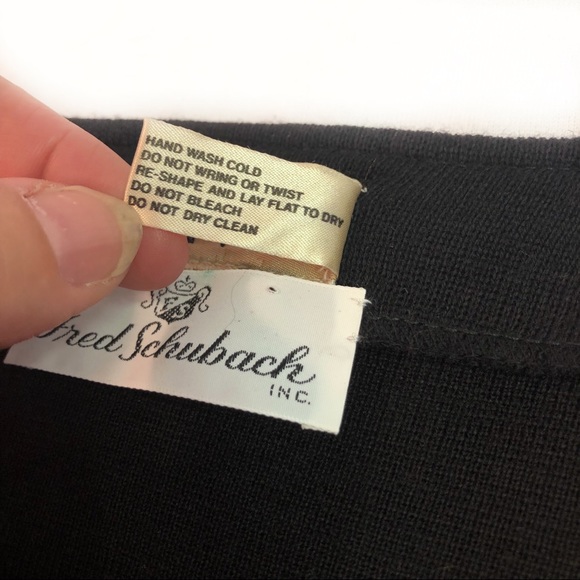 HAND WASH COLD
DO NOT WRING OR TWIST
RE-SHAPE AND LAY FLAT TO DRY
DO NOT BLEACH
DO NOT DRY CLEAN
Fred Schubach
INC.